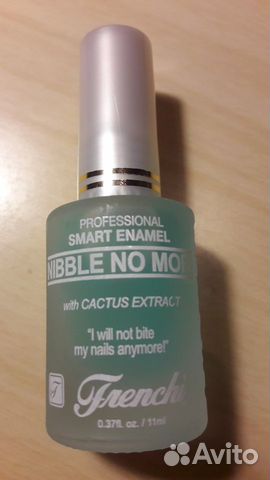 PROFESSIONAL
SMART ENAMEL
NIBBLE NO MOR
with CACTUS EXTRACT
"I will not bite
my nails anymore!"
Frenchi
0.37fl. oz. / 11ml
Avito